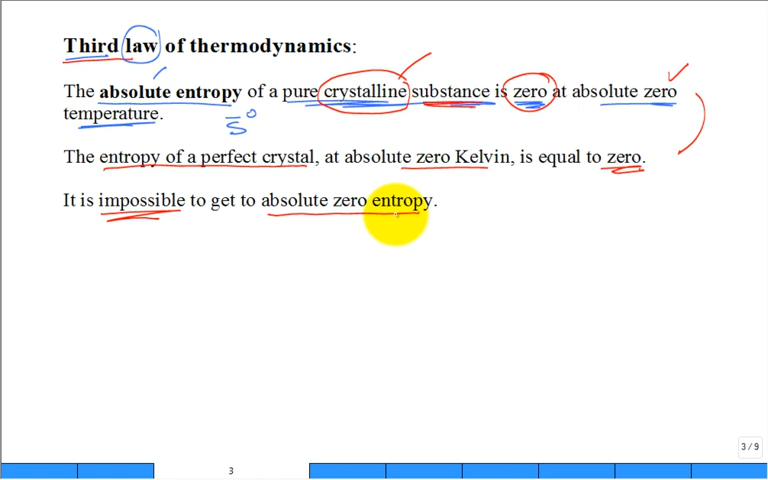 Third law of thermodynamics:
The absolute entropy of a pure crystalline substance is zero at absolute zero
temperature.
S̅°
The entropy of a perfect crystal, at absolute zero Kelvin, is equal to zero.
It is impossible to get to absolute zero entropy.
3 / 9
3